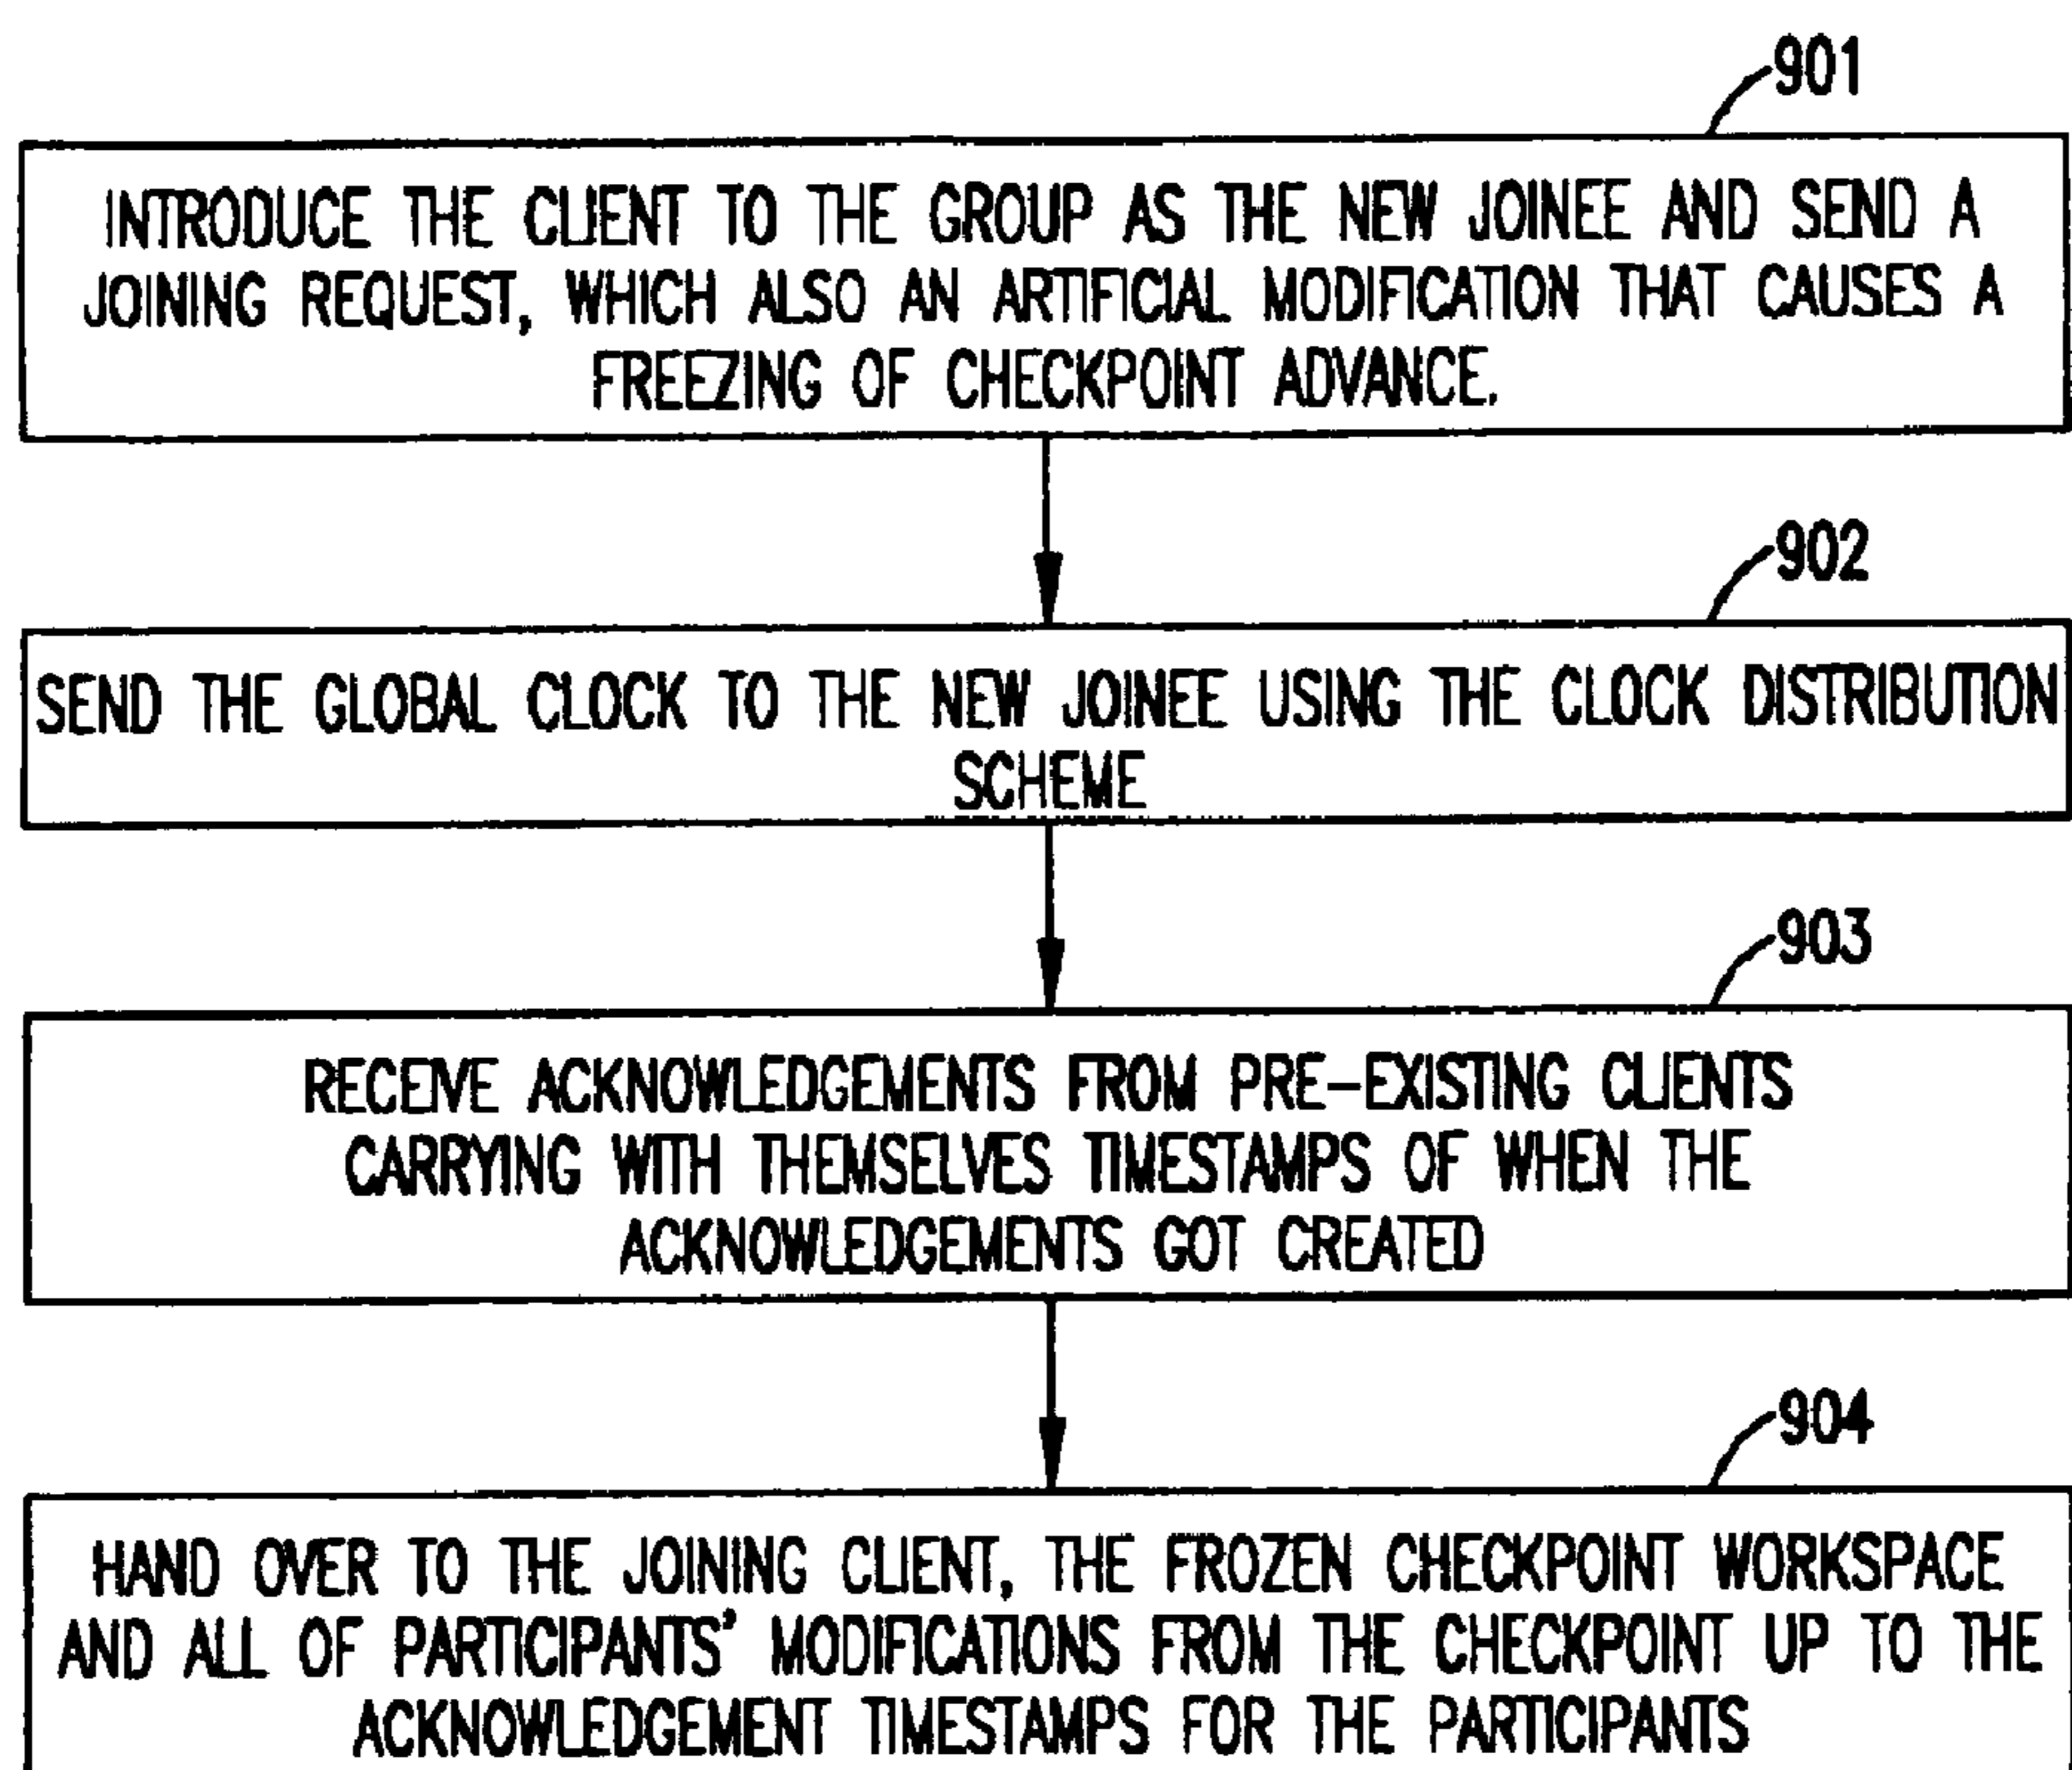 901
INTRODUCE THE CLIENT TO THE GROUP AS THE NEW JOINEE AND SEND A
JOINING REQUEST, WHICH ALSO AN ARTIFICIAL MODIFICATION THAT CAUSES A
FREEZING OF CHECKPOINT ADVANCE.
902
SEND THE GLOBAL CLOCK TO THE NEW JOINEE USING THE CLOCK DISTRIBUTION
SCHEME
903
RECEIVE ACKNOWLEDGEMENTS FROM PRE-EXISTING CLIENTS
CARRYING WITH THEMSELVES TIMESTAMPS OF WHEN THE
ACKNOWLEDGEMENTS GOT CREATED
904
HAND OVER TO THE JOINING CLIENT, THE FROZEN CHECKPOINT WORKSPACE
AND ALL OF PARTICIPANTS' MODIFICATIONS FROM THE CHECKPOINT UP TO THE
ACKNOWLEDGEMENT TIMESTAMPS FOR THE PARTICIPANTS